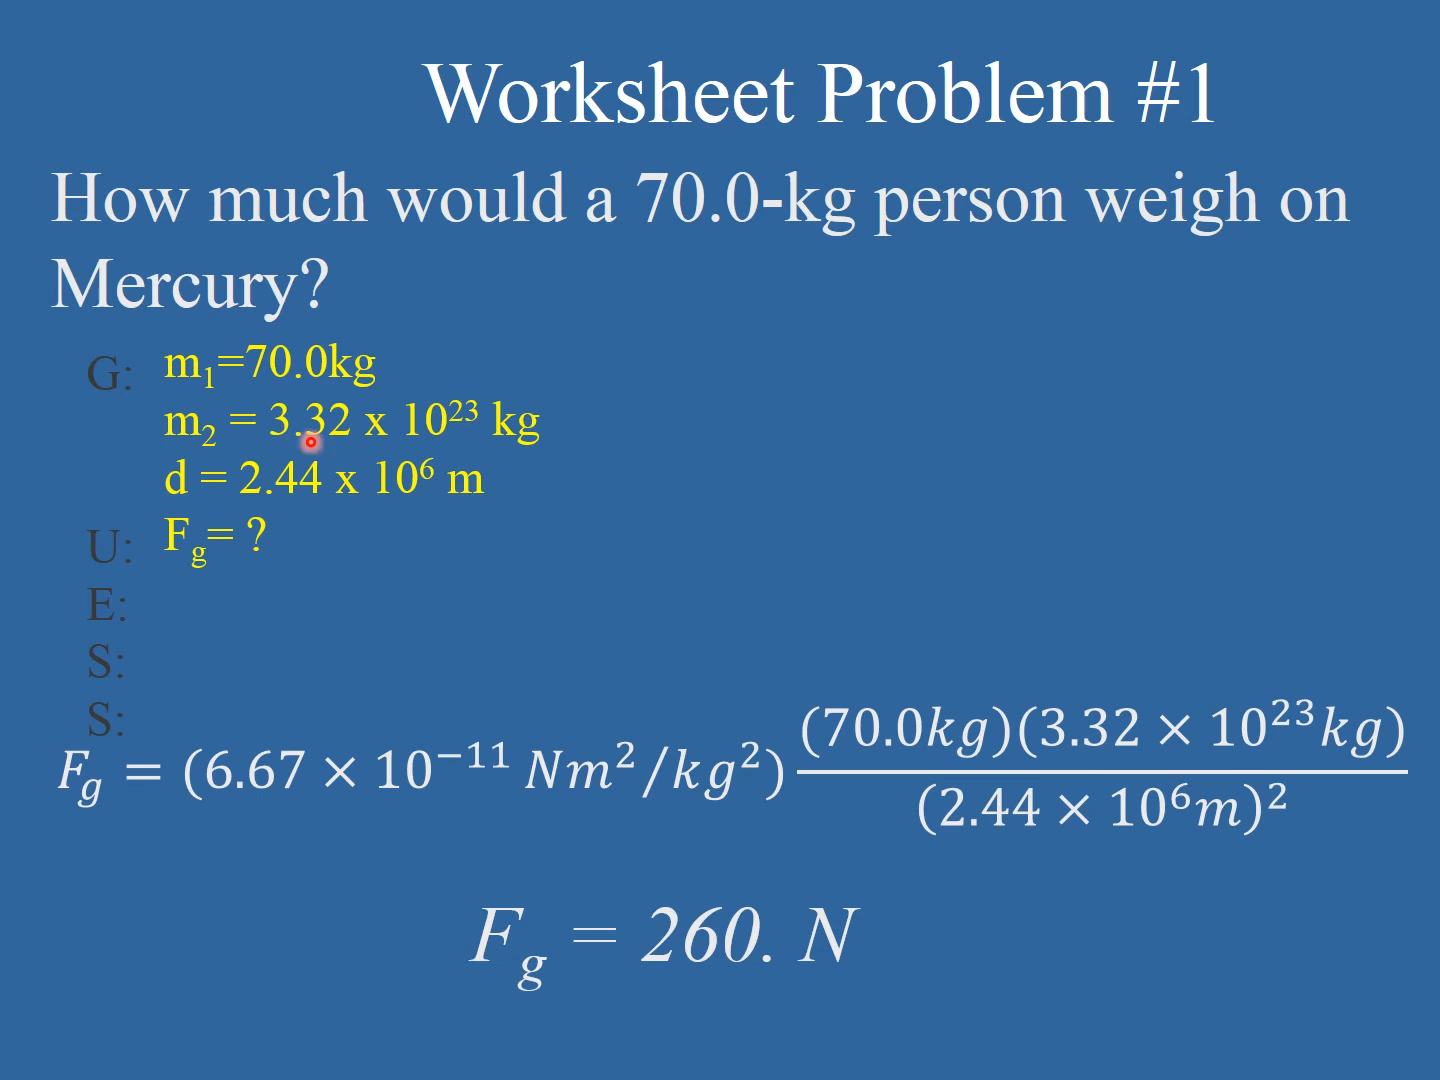 Worksheet Problem #1
How much would a 70.0-kg person weigh on
Mercury?
G: m₁=70.0kg
m₂ = 3.32 x 10²³ kg
d = 2.44 x 10⁶ m
U: F_g= ?
E:
S:
S:
F_g = (6.67 × 10⁻¹¹ Nm²/kg²) (70.0kg)(3.32 × 10²³kg)
(2.44 × 10⁶m)²
F_g = 260. N